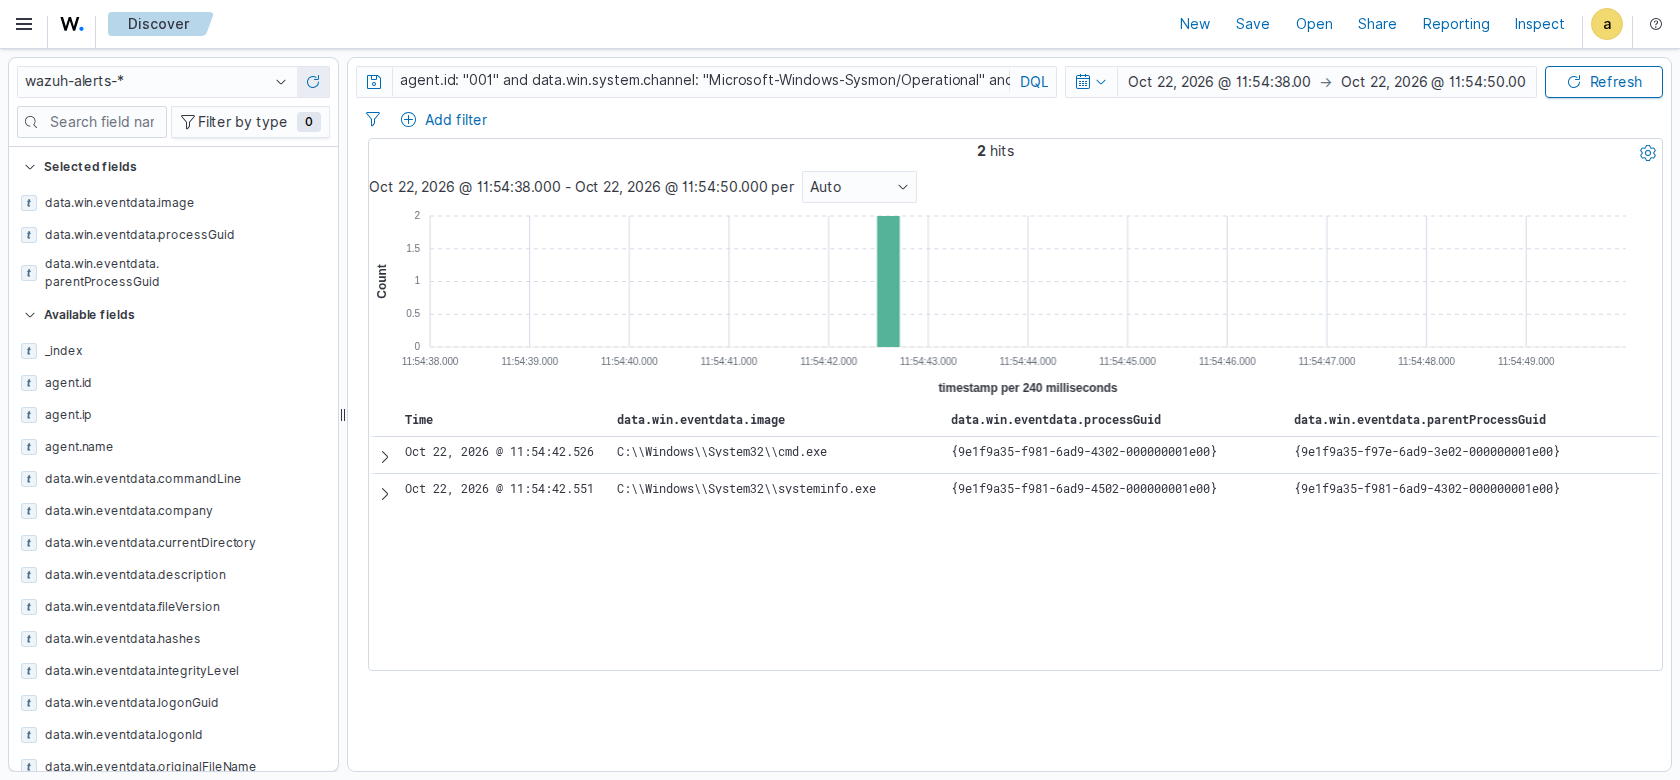 W.
Discover
New
Save
Open
Share
Reporting
Inspect
a
wazuh-alerts-*
agent.id: "001" and data.win.system.channel: "Microsoft-Windows-Sysmon/Operational" and
DQL
Oct 22, 2026 @ 11:54:38.00 → Oct 22, 2026 @ 11:54:50.00
Refresh
Search field nar
Filter by type 0
Add filter
Selected fields
t data.win.eventdata.image
t data.win.eventdata.processGuid
t data.win.eventdata.
parentProcessGuid
Available fields
t _index
t agent.id
t agent.ip
t agent.name
t data.win.eventdata.commandLine
t data.win.eventdata.company
t data.win.eventdata.currentDirectory
t data.win.eventdata.description
t data.win.eventdata.fileVersion
t data.win.eventdata.hashes
t data.win.eventdata.integrityLevel
t data.win.eventdata.logonGuid
t data.win.eventdata.logonId
t data.win.eventdata.originalFileName
2 hits
Oct 22, 2026 @ 11:54:38.000 - Oct 22, 2026 @ 11:54:50.000 per
Auto
Count
2
1.5
1
0.5
0
11:54:38.000 11:54:39.000 11:54:40.000 11:54:41.000 11:54:42.000 11:54:43.000 11:54:44.000 11:54:45.000 11:54:46.000 11:54:47.000 11:54:48.000 11:54:49.000
timestamp per 240 milliseconds
Time data.win.eventdata.image data.win.eventdata.processGuid data.win.eventdata.parentProcessGuid
Oct 22, 2026 @ 11:54:42.526 C:\\Windows\\System32\\cmd.exe {9e1f9a35-f981-6ad9-4302-000000001e00} {9e1f9a35-f97e-6ad9-3e02-000000001e00}
Oct 22, 2026 @ 11:54:42.551 C:\\Windows\\System32\\systeminfo.exe {9e1f9a35-f981-6ad9-4502-000000001e00} {9e1f9a35-f981-6ad9-4302-000000001e00}